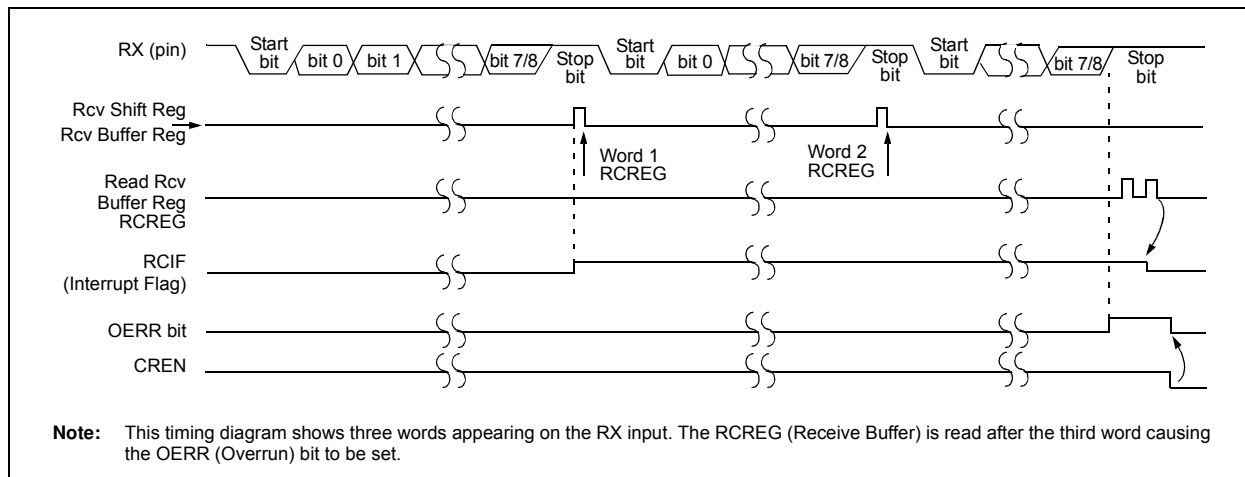 RX (pin)
Start bit
bit 0
bit 1
bit 7/8
Stop bit
Start bit
bit 0
bit 7/8
Stop bit
Start bit
bit 7/8
Stop bit
Rcv Shift Reg
Rcv Buffer Reg
Word 1
RCREG
Word 2
RCREG
Read Rcv
Buffer Reg
RCREG
RCIF
(Interrupt Flag)
OERR bit
CREN
Note: This timing diagram shows three words appearing on the RX input. The RCREG (Receive Buffer) is read after the third word causing
the OERR (Overrun) bit to be set.